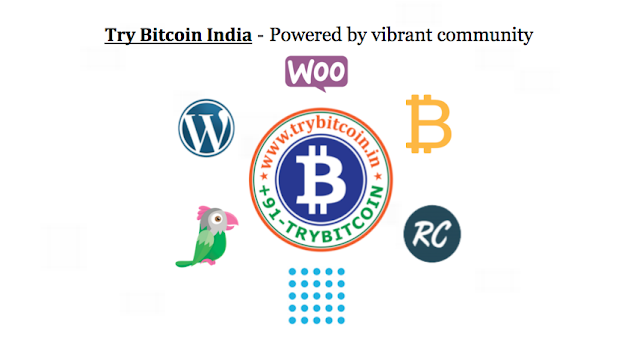 Try Bitcoin India - Powered by vibrant community
WOO
W
www.trybitcoin.in
+91-TRYBITCOIN
RC